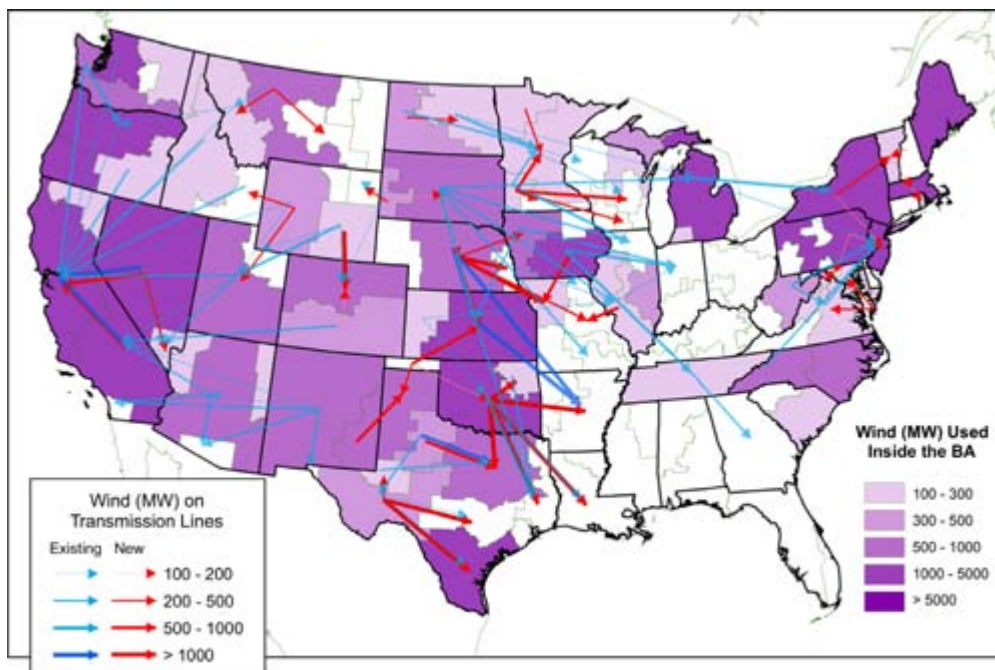 Wind (MW) on
Transmission Lines
Existing New
100 - 200
200 - 500
500 - 1000
> 1000
Wind (MW) Used
Inside the BA
100 - 300
300 - 500
500 - 1000
1000 - 5000
> 5000